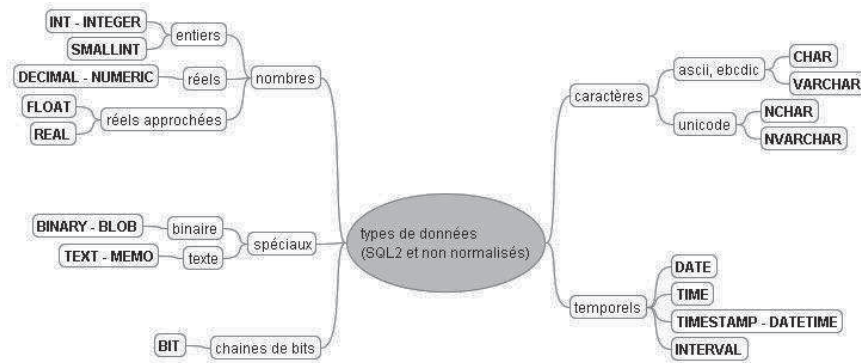 INT - INTEGER
SMALLINT
entiers
DECIMAL - NUMERIC
réels
nombres
FLOAT
REAL
réels approchées
BINARY - BLOB
binaire
TEXT - MEMO
texte
spéciaux
BIT
chaines de bits
types de données
(SQL2 et non normalisés)
caractères
ascii, ebcdic
CHAR
VARCHAR
unicode
NCHAR
NVARCHAR
temporels
DATE
TIME
TIMESTAMP - DATETIME
INTERVAL